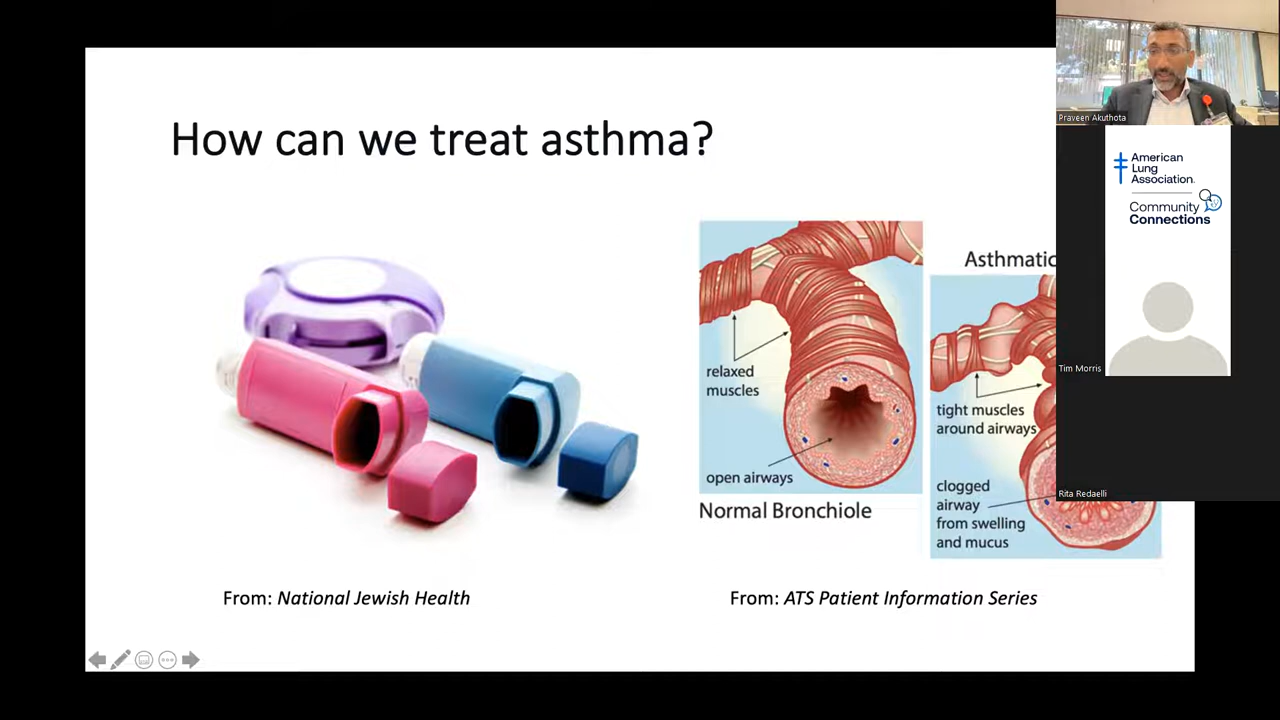 How can we treat asthma?
relaxed
muscles
open airways
Normal Bronchiole
Asthmatic
tight muscles
around airways
clogged
airway
from swelling
and mucus
From: National Jewish Health
From: ATS Patient Information Series
Praveen Akuthota
American
Lung
Association.
Community
Connections
Tim Morris
Rita Redaelli